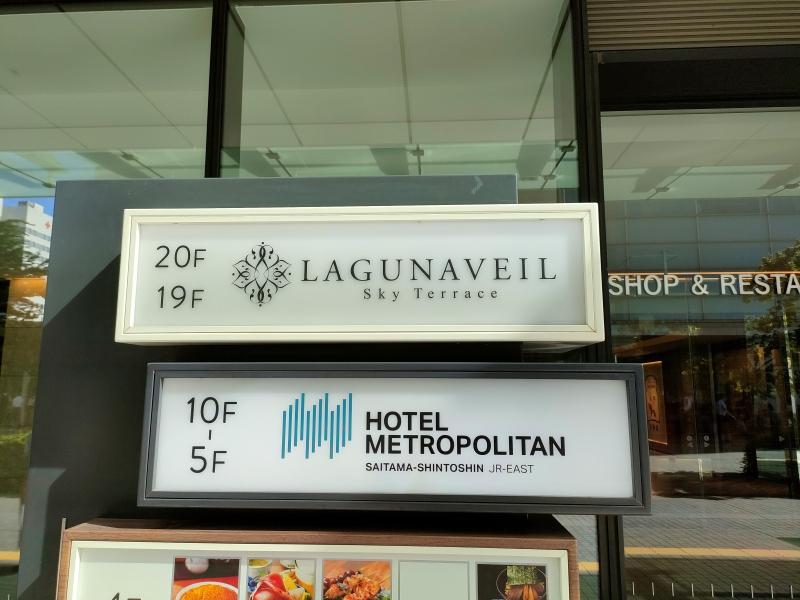 20F
19F
LAGUNAVEIL
Sky Terrace
SHOP & RESTA
10F
-
5F
HOTEL
METROPOLITAN
SAITAMA-SHINTOSHIN JR-EAST